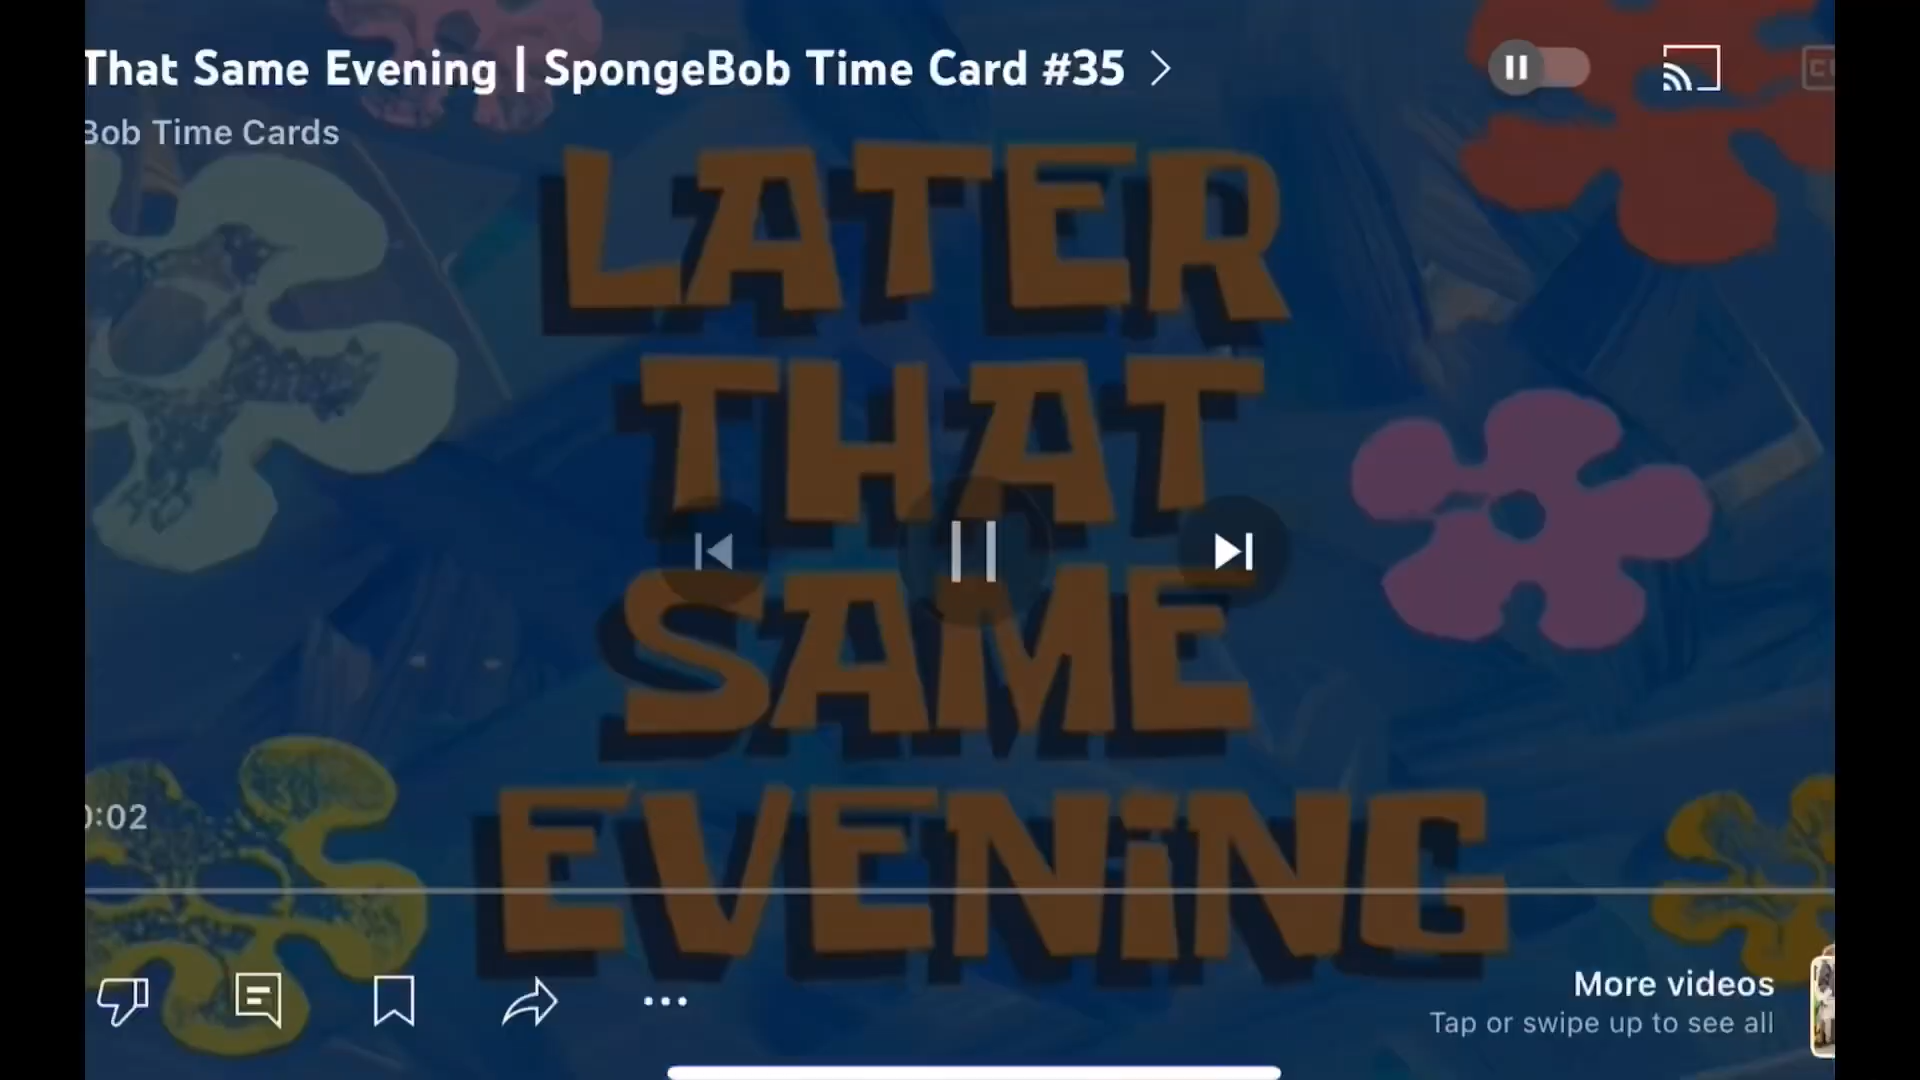 That Same Evening | SpongeBob Time Card #35
Bob Time Cards
LATER
THAT
SAME
EVENiNG
0:02
More videos
Tap or swipe up to see all